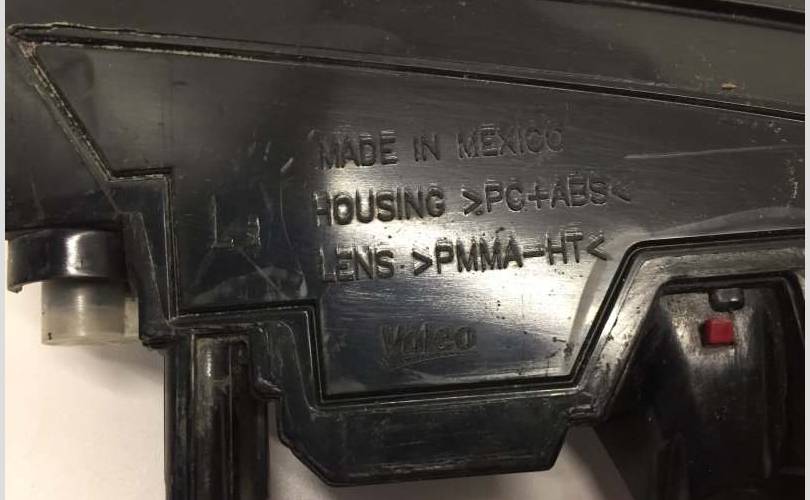 MADE IN MEXICO
HOUSING >PC+ABS<
L
LENS >PMMA-HT<
Valeo